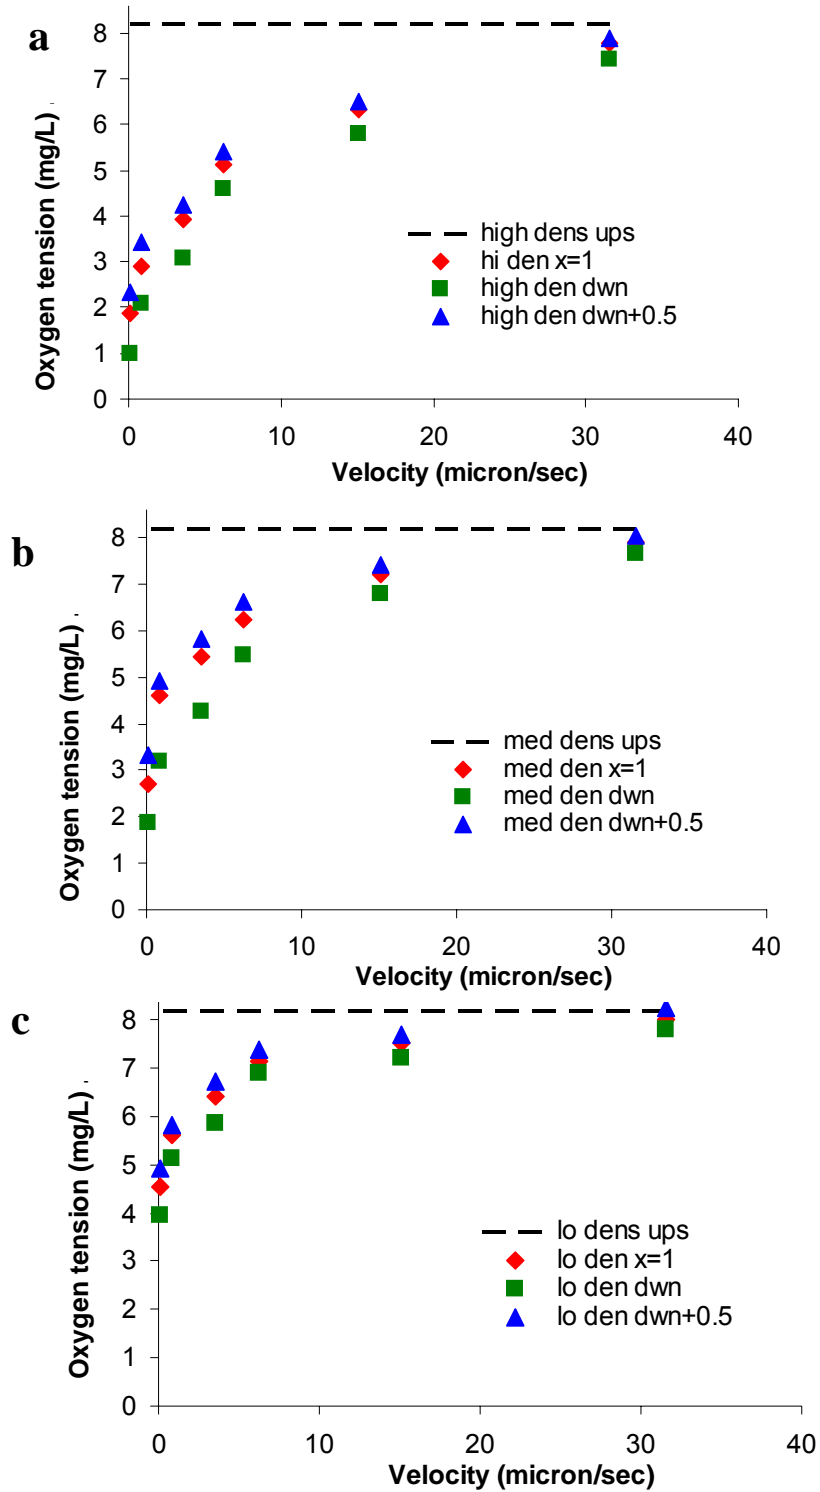 a
8
7
6
5
4
3
2
1
0
Oxygen tension (mg/L) .
high dens ups
hi den x=1
high den dwn
high den dwn+0.5
0 10 20 30 40
Velocity (micron/sec)
b
8
7
6
5
4
3
2
1
0
Oxygen tension (mg/L) .
med dens ups
med den x=1
med den dwn
med den dwn+0.5
0 10 20 30 40
Velocity (micron/sec)
c
8
7
6
5
4
3
2
1
0
Oxygen tension (mg/L) .
lo dens ups
lo den x=1
lo den dwn
lo den dwn+0.5
0 10 20 30 40
Velocity (micron/sec)